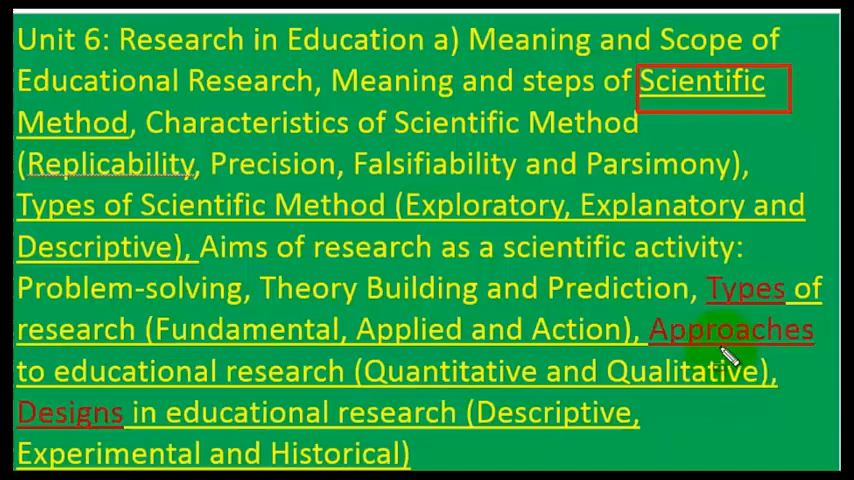 Unit 6: Research in Education a) Meaning and Scope of
Educational Research, Meaning and steps of Scientific
Method, Characteristics of Scientific Method
(Replicability, Precision, Falsifiability and Parsimony),
Types of Scientific Method (Exploratory, Explanatory and
Descriptive), Aims of research as a scientific activity:
Problem-solving, Theory Building and Prediction, Types of
research (Fundamental, Applied and Action), Approaches
to educational research (Quantitative and Qualitative),
Designs in educational research (Descriptive,
Experimental and Historical)